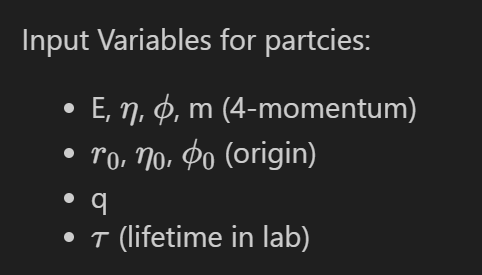 Input Variables for partcies:
• E, η, ϕ, m (4-momentum)
• r₀, η₀, ϕ₀ (origin)
• q
• τ (lifetime in lab)